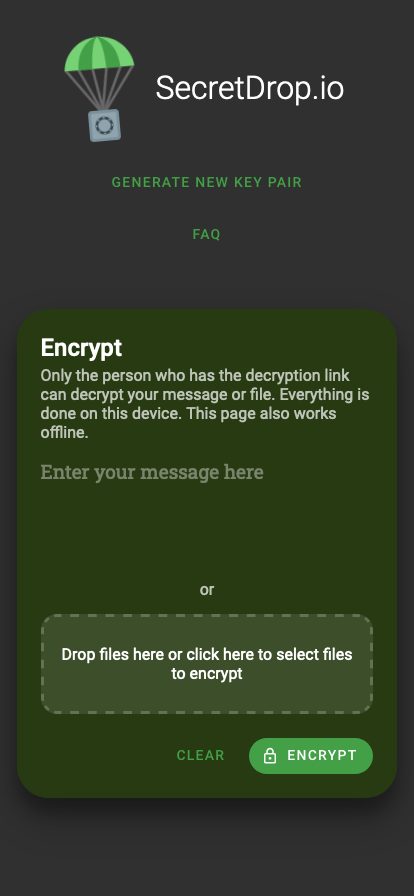 SecretDrop.io
GENERATE NEW KEY PAIR
FAQ
Encrypt
Only the person who has the decryption link
can decrypt your message or file. Everything is
done on this device. This page also works
offline.
Enter your message here
or
Drop files here or click here to select files
to encrypt
CLEAR
ENCRYPT